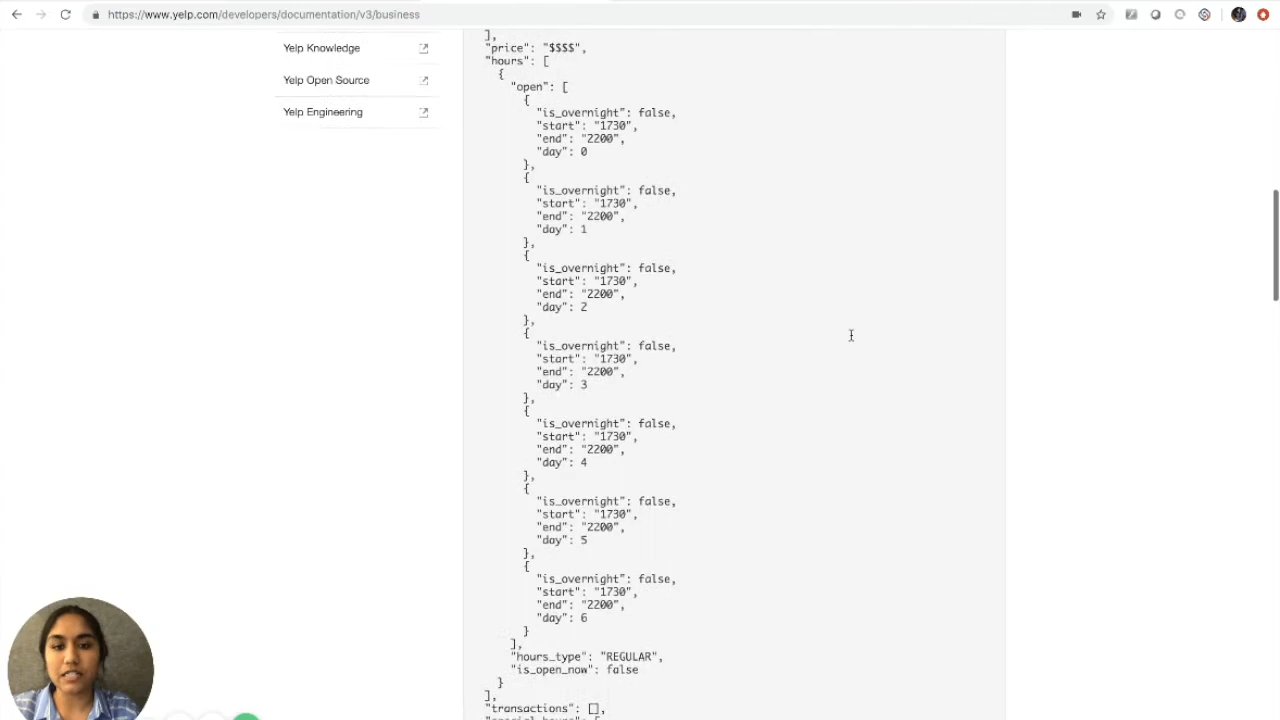 https://www.yelp.com/developers/documentation/v3/business
Yelp Knowledge
Yelp Open Source
Yelp Engineering
],
"price": "$$$$",
"hours": [
{
"open": [
{
"is_overnight": false,
"start": "1730",
"end": "2200",
"day": 0
},
{
"is_overnight": false,
"start": "1730",
"end": "2200",
"day": 1
},
{
"is_overnight": false,
"start": "1730",
"end": "2200",
"day": 2
},
{
"is_overnight": false,
"start": "1730",
"end": "2200",
"day": 3
},
{
"is_overnight": false,
"start": "1730",
"end": "2200",
"day": 4
},
{
"is_overnight": false,
"start": "1730",
"end": "2200",
"day": 5
},
{
"is_overnight": false,
"start": "1730",
"end": "2200",
"day": 6
}
],
"hours_type": "REGULAR",
"is_open_now": false
}
],
"transactions": [],